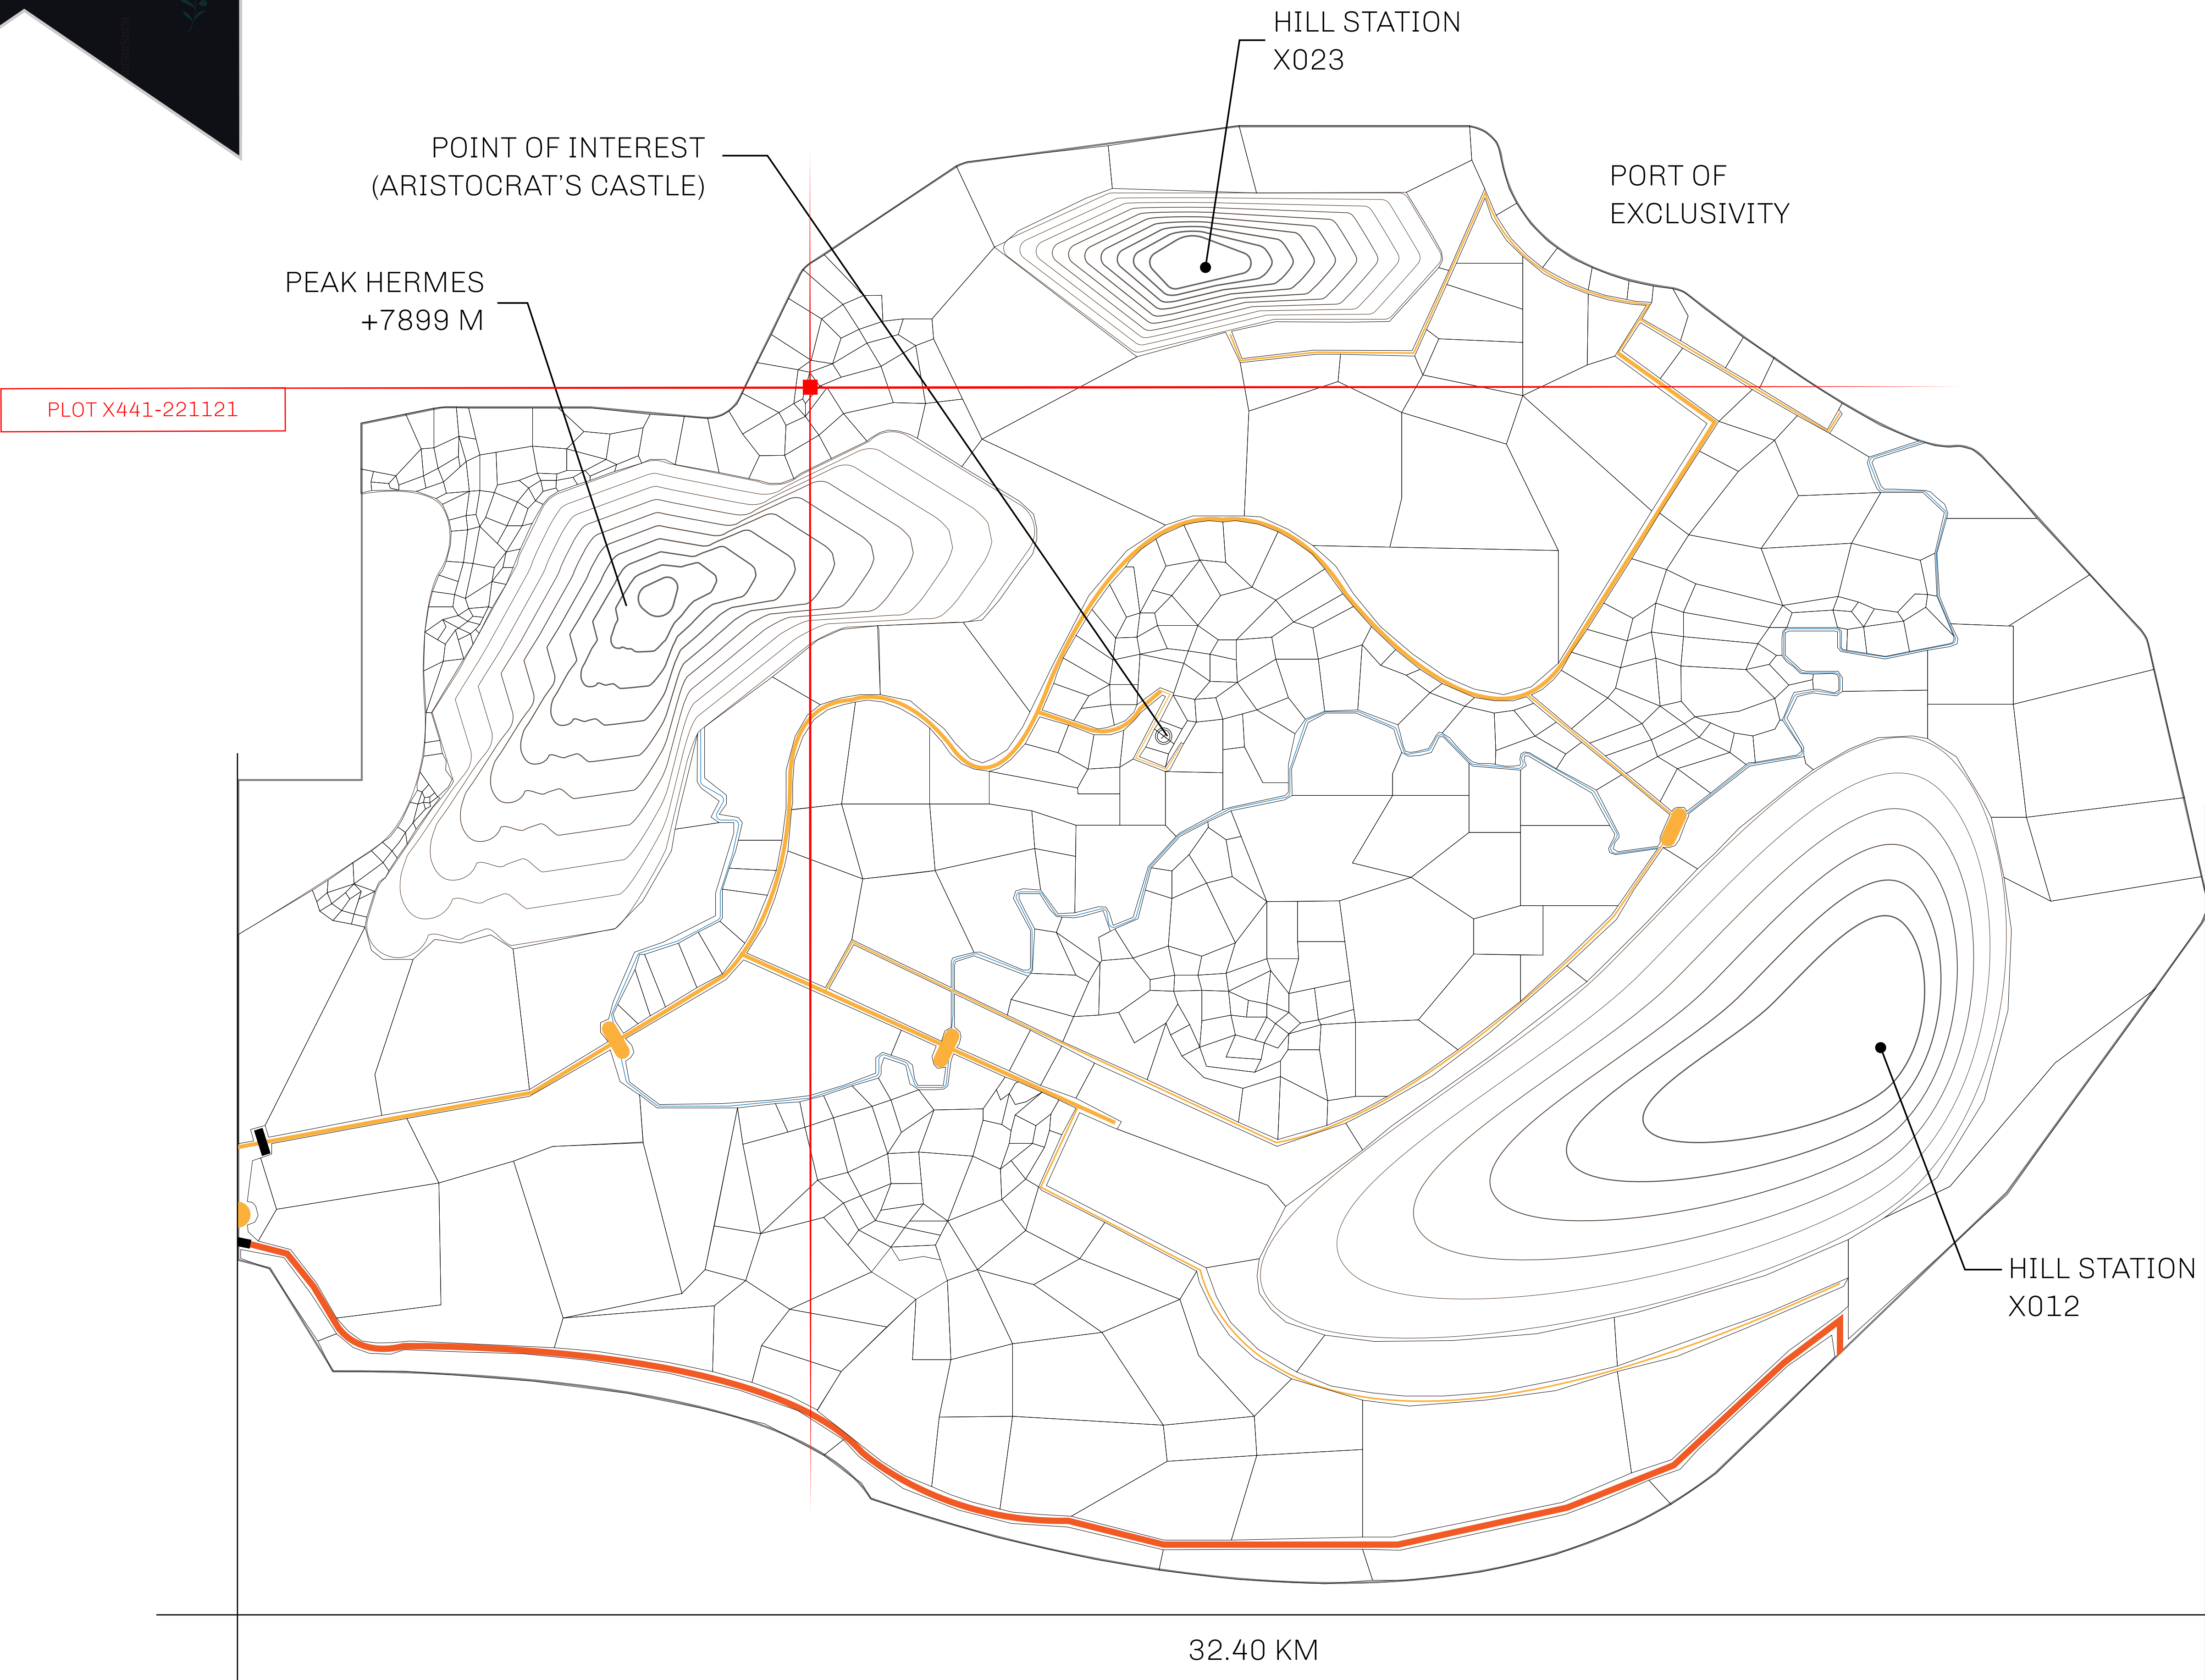 HILL STATION
X023
POINT OF INTEREST
(ARISTOCRAT'S CASTLE)
PORT OF
EXCLUSIVITY
PEAK HERMES
+7899 M
PLOT X441-221121
HILL STATION
X012
32.40 KM